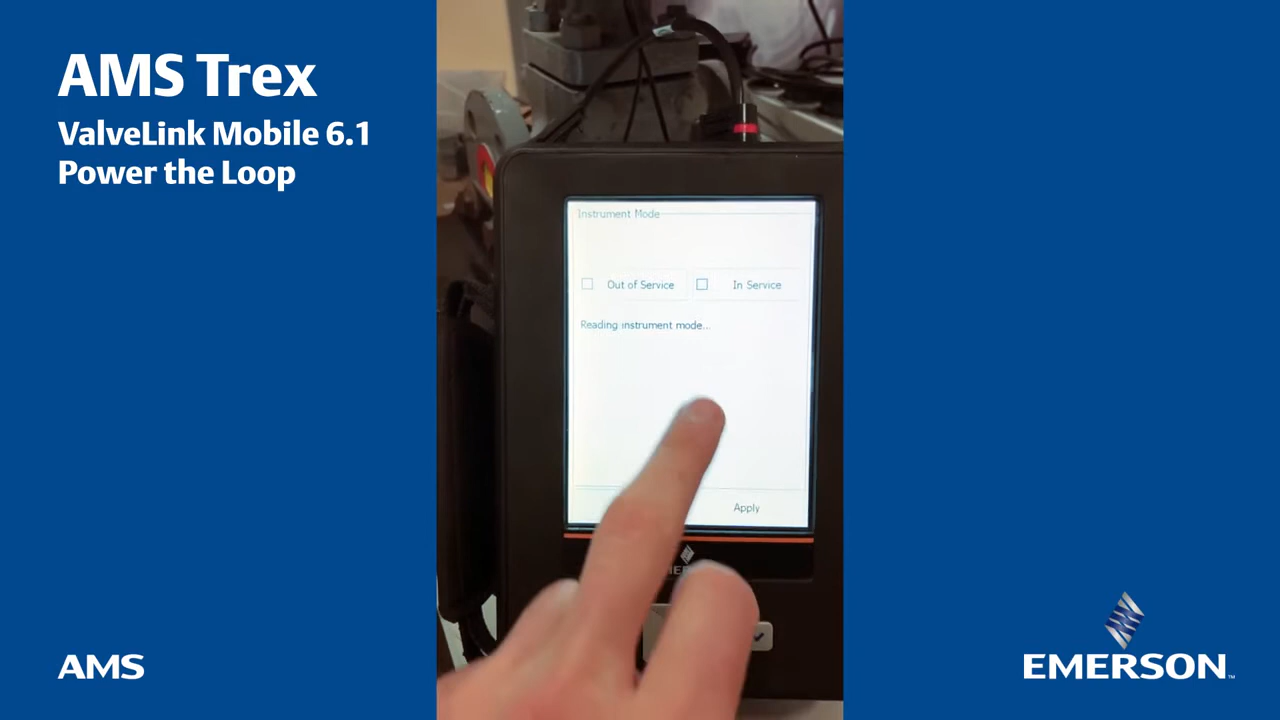 AMS Trex
ValveLink Mobile 6.1
Power the Loop
Instrument Mode
Out of Service
In Service
Reading instrument mode...
Apply
AMS
EMERSON™